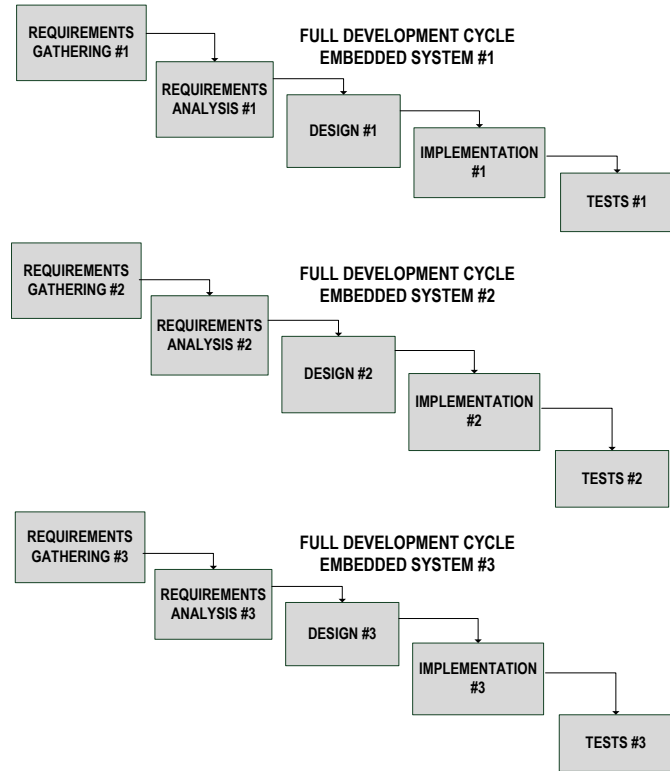 REQUIREMENTS
GATHERING #1
FULL DEVELOPMENT CYCLE
EMBEDDED SYSTEM #1
REQUIREMENTS
ANALYSIS #1
DESIGN #1
IMPLEMENTATION
#1
TESTS #1
REQUIREMENTS
GATHERING #2
FULL DEVELOPMENT CYCLE
EMBEDDED SYSTEM #2
REQUIREMENTS
ANALYSIS #2
DESIGN #2
IMPLEMENTATION
#2
TESTS #2
REQUIREMENTS
GATHERING #3
FULL DEVELOPMENT CYCLE
EMBEDDED SYSTEM #3
REQUIREMENTS
ANALYSIS #3
DESIGN #3
IMPLEMENTATION
#3
TESTS #3